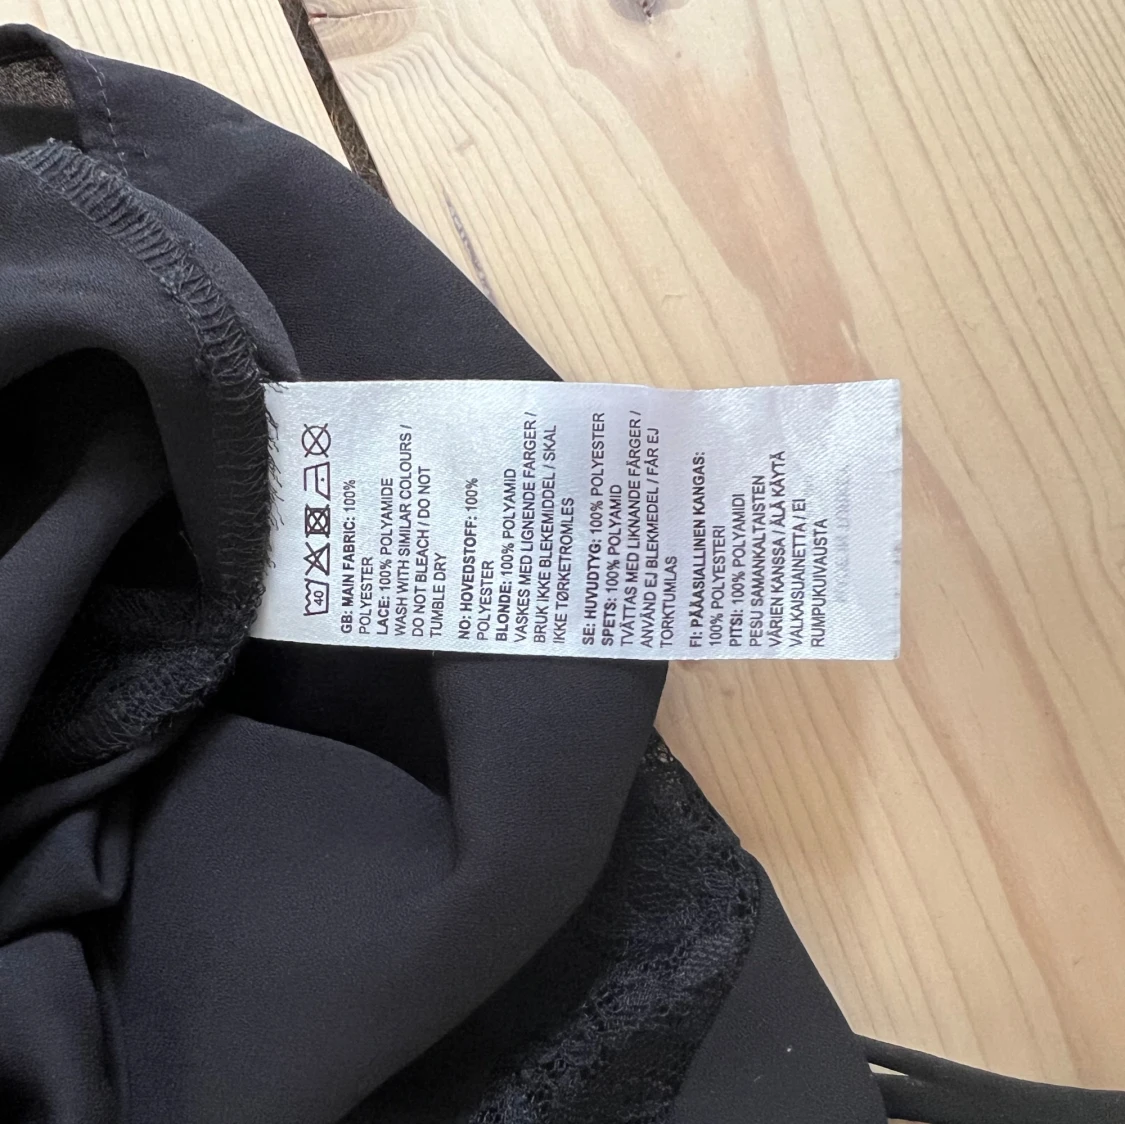 40
GB: MAIN FABRIC: 100%
POLYESTER
LACE: 100% POLYAMIDE
WASH WITH SIMILAR COLOURS /
DO NOT BLEACH / DO NOT
TUMBLE DRY
NO: HOVEDSTOFF: 100%
POLYESTER
BLONDE: 100% POLYAMID
VASKES MED LIGNENDE FARGER /
BRUK IKKE BLEKEMIDDEL / SKAL
IKKE TØRKETROMLES
SE: HUVUDTYG: 100% POLYESTER
SPETS: 100% POLYAMID
TVÄTTAS MED LIKNANDE FÄRGER /
ANVÄND EJ BLEKMEDEL / FÅR EJ
TORKTUMLAS
FI: PÄÄASIALLINEN KANGAS:
100% POLYESTERI
PITSI: 100% POLYAMIDI
PESU SAMANKALTAISTEN
VÄRIEN KANSSA / ÄLÄ KÄYTÄ
VALKAISUAINETTA / EI
RUMPUKUIVAUSTA